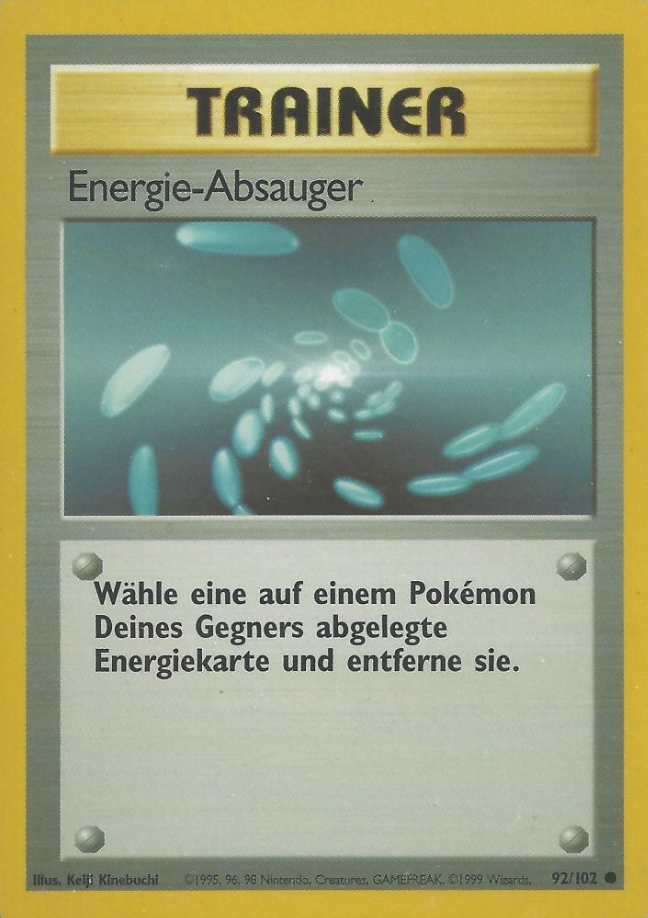 TRAINER
Energie-Absauger
Wähle eine auf einem Pokémon
Deines Gegners abgelegte
Energiekarte und entferne sie.
Illus. Keiji Kinebuchi ©1995, 96, 98 Nintendo, Creatures, GAMEFREAK. ©1999 Wizards. 92/102 ●